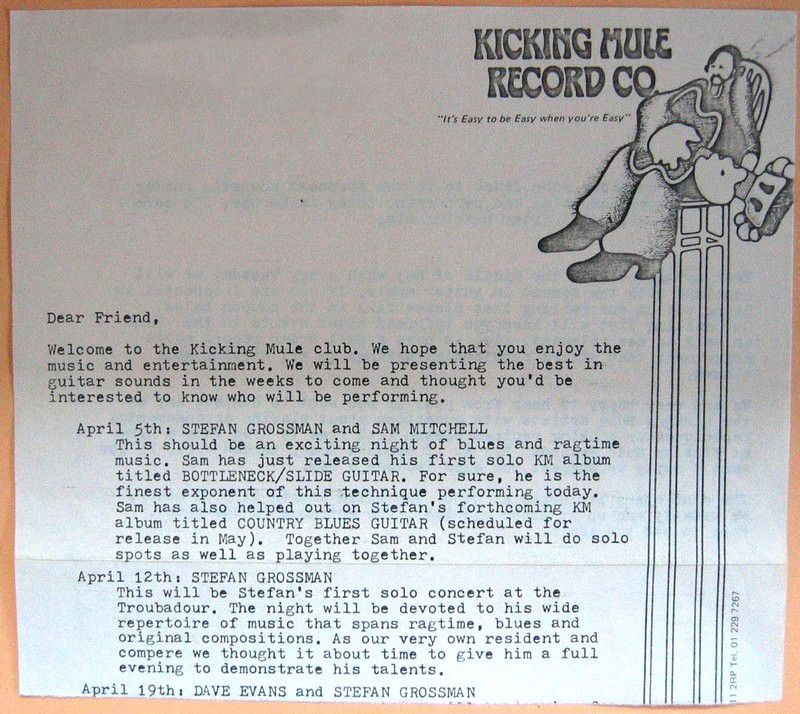 KICKING MULE
RECORD CO.
"It's Easy to be Easy when you're Easy"
Dear Friend,
Welcome to the Kicking Mule club. We hope that you enjoy the
music and entertainment. We will be presenting the best in
guitar sounds in the weeks to come and thought you'd be
interested to know who will be performing.
April 5th: STEFAN GROSSMAN and SAM MITCHELL
This should be an exciting night of blues and ragtime
music. Sam has just released his first solo KM album
titled BOTTLENECK/SLIDE GUITAR. For sure, he is the
finest exponent of this technique performing today.
Sam has also helped out on Stefan's forthcoming KM
album titled COUNTRY BLUES GUITAR (scheduled for
release in May). Together Sam and Stefan will do solo
spots as well as playing together.
April 12th: STEFAN GROSSMAN
This will be Stefan's first solo concert at the
Troubadour. The night will be devoted to his wide
repertoire of music that spans ragtime, blues and
original compositions. As our very own resident and
compere we thought it about time to give him a full
evening to demonstrate his talents.
April 19th: DAVE EVANS and STEFAN GROSSMAN
11 2RP Tel. 01 229 7267